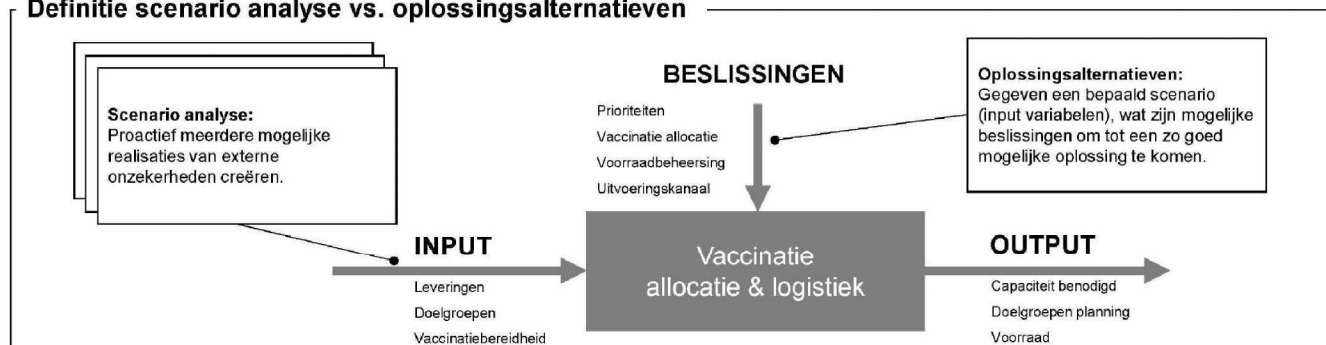 Definitie scenario analyse vs. oplossingsalternatieven
Scenario analyse:
Proactief meerdere mogelijke
realisaties van externe
onzekerheden creëren.
BESLISSINGEN
Prioriteiten
Vaccinatie allocatie
Voorraadbeheersing
Uitvoeringskanaal
Oplossingsalternatieven:
Gegeven een bepaald scenario
(input variabelen), wat zijn mogelijke
beslissingen om tot een zo goed
mogelijke oplossing te komen.
INPUT
Leveringen
Doelgroepen
Vaccinatiebereidheid
Vaccinatie
allocatie & logistiek
OUTPUT
Capaciteit benodigd
Doelgroepen planning
Voorraad